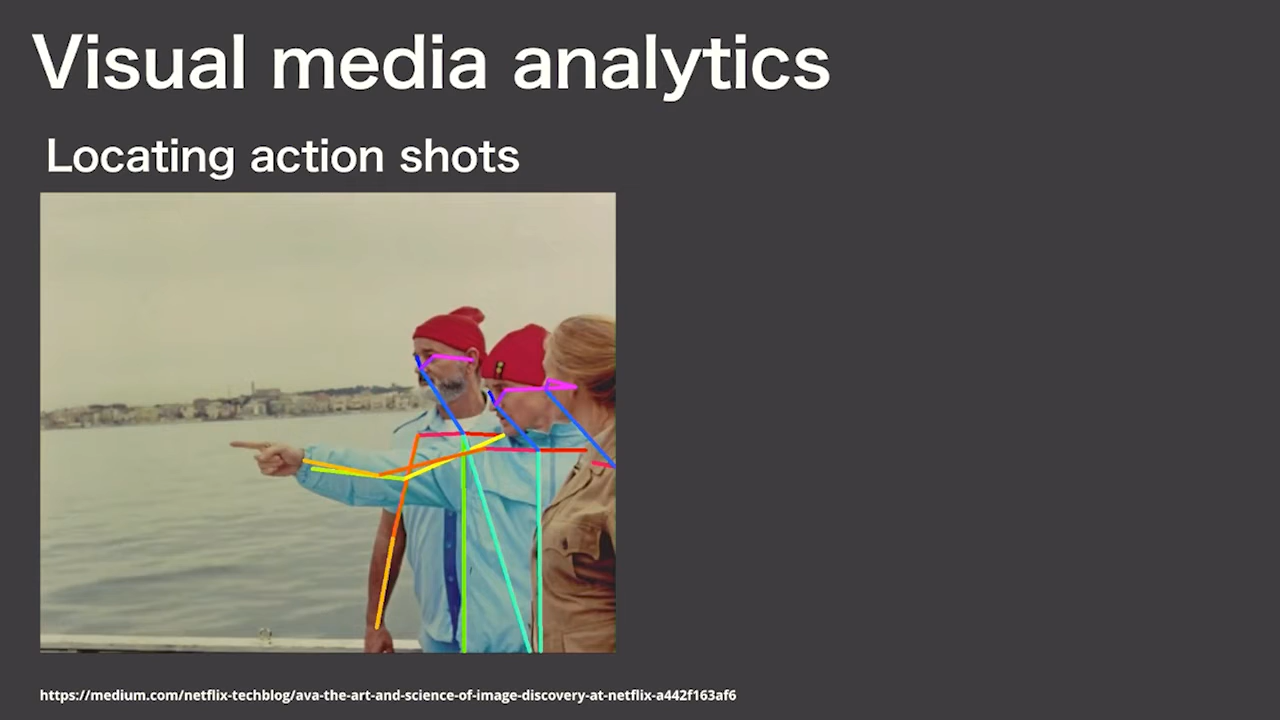 Visual media analytics
Locating action shots
https://medium.com/netflix-techblog/ava-the-art-and-science-of-image-discovery-at-netflix-a442f163af6